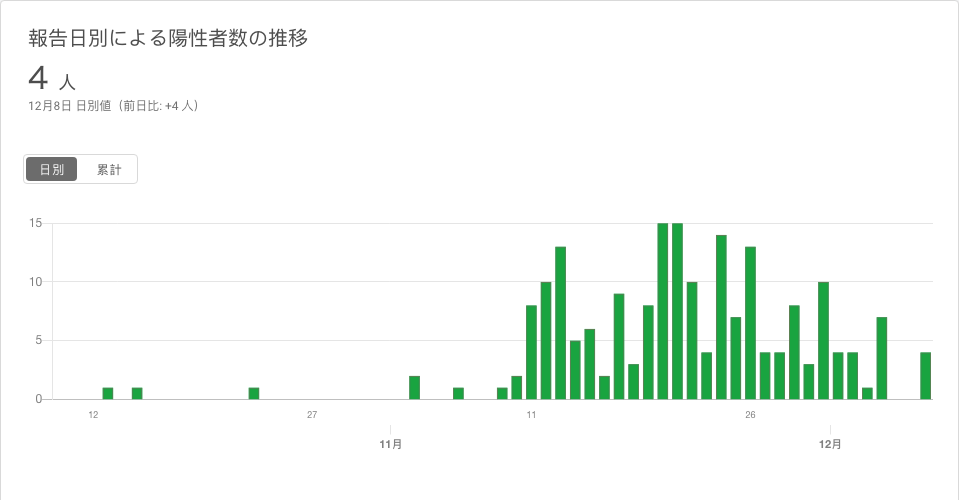 報告日別による陽性者数の推移
4 人
12月8日 日別値（前日比: +4 人）
日別 累計
15
10
5
0
12 27 11 26
11月 12月